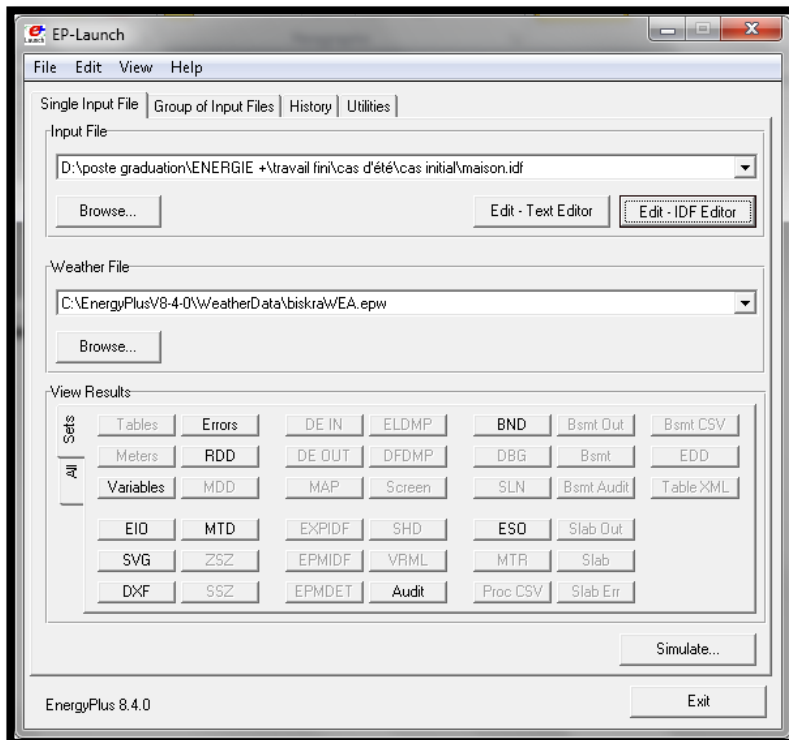 EP-Launch
File Edit View Help
Single Input File Group of Input Files History Utilities
Input File
D:\poste graduation\ENERGIE +\travail fini\cas d'été\cas initial\maison.idf
Browse... Edit - Text Editor Edit - IDF Editor
Weather File
C:\EnergyPlusV8-4-0\WeatherData\biskraWEA.epw
Browse...
View Results
Sets
All
Tables Errors DE IN ELDMP BND Bsmt Out Bsmt CSV
Meters RDD DE OUT DFDMP DBG Bsmt EDD
Variables MDD MAP Screen SLN Bsmt Audit Table XML
EIO MTD EXPIDF SHD ESO Slab Out
SVG ZSZ EPMIDF VRML MTR Slab
DXF SSZ EPMDET Audit Proc CSV Slab Err
Simulate...
EnergyPlus 8.4.0 Exit